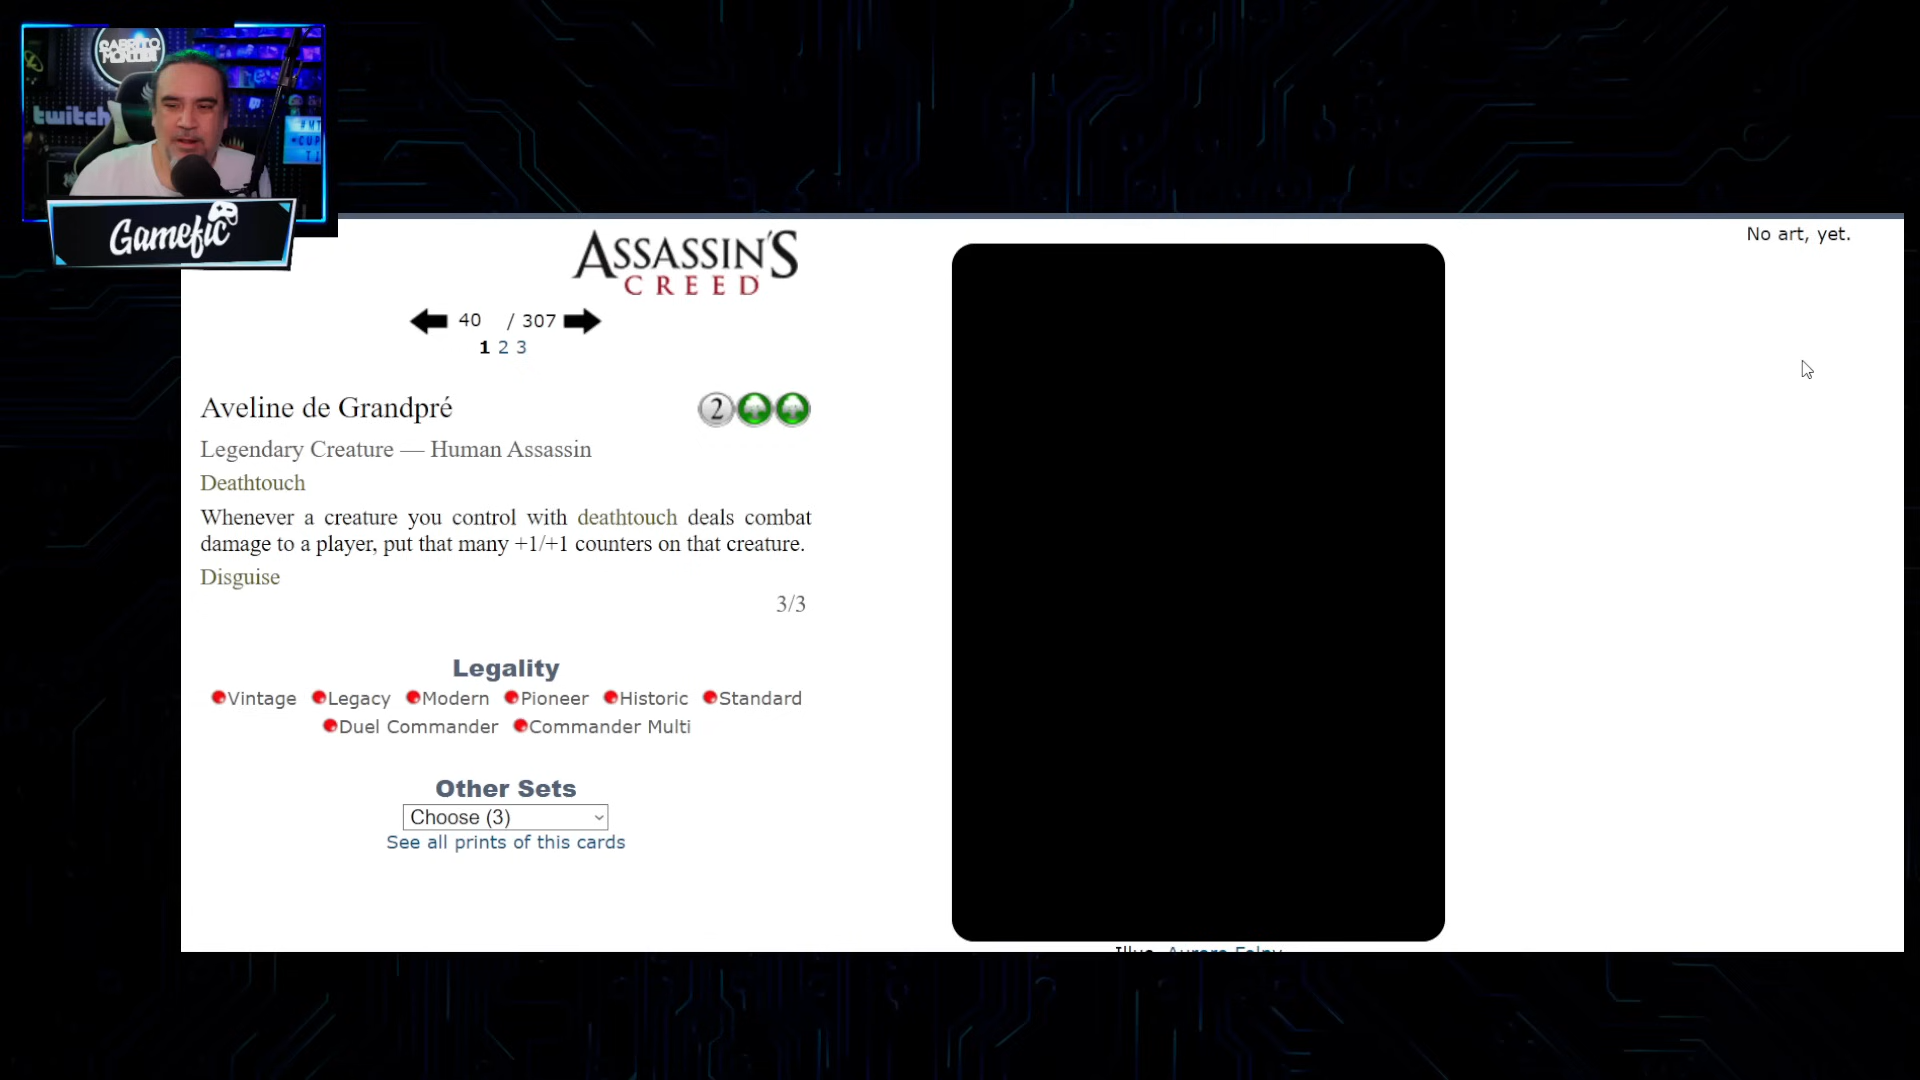 twitch
Gamefic
ASSASSIN'S
CREED
No art, yet.
40 / 307
1 2 3
Aveline de Grandpré 2
Legendary Creature — Human Assassin
Deathtouch
Whenever a creature you control with deathtouch deals combat
damage to a player, put that many +1/+1 counters on that creature.
Disguise
3/3
Legality
Vintage Legacy Modern Pioneer Historic Standard
Duel Commander Commander Multi
Other Sets
Choose (3)
See all prints of this cards